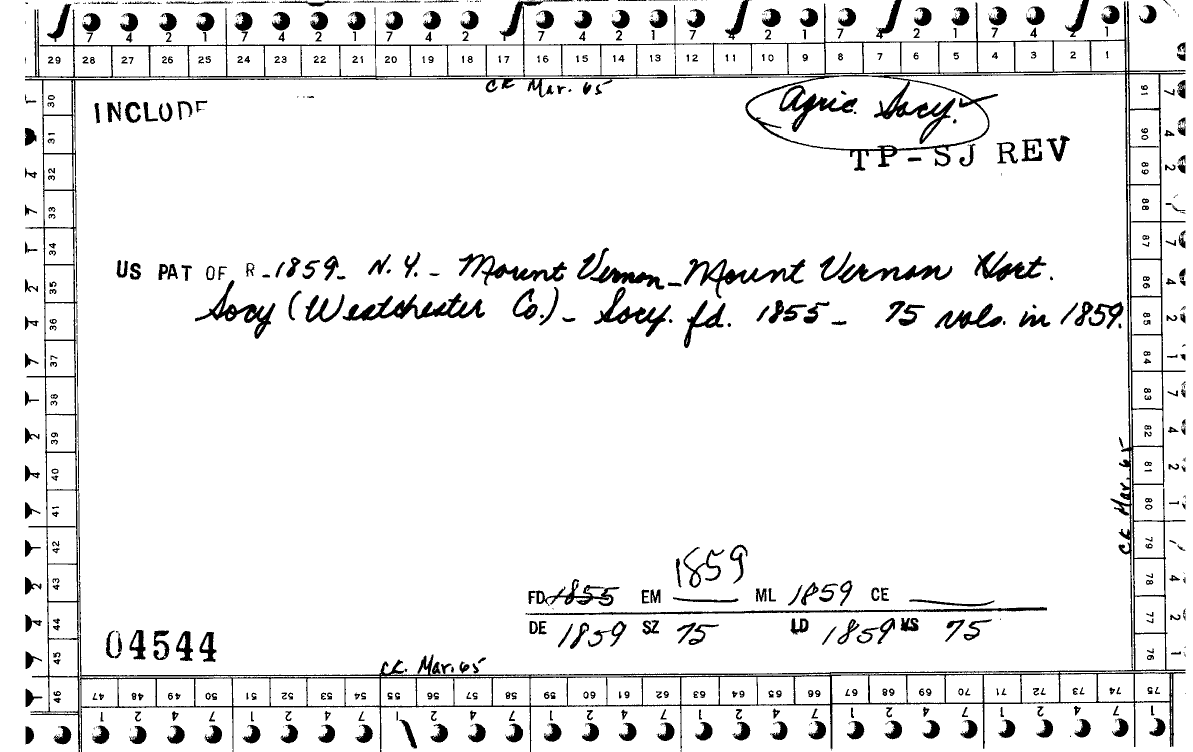 7 4 2 1 7 4 2 1 7 4 2 1 7 4 2 1 7 4 2 1 7 4 2 1 7 4 2 1
29 28 27 26 25 24 23 22 21 20 19 18 17 16 15 14 13 12 11 10 9 8 7 6 5 4 3 2 1
CK Mar. 65
INCLUDE
Agric. Socy.
TP-SJ REV
US PAT OF R - 1859 - N.Y. - Mount Vernon - Mount Vernon Hort.
Socy (Westchester Co.) - Socy. fd. 1855 - 75 vols. in 1859.
30 31 32 33 34 35 36 37 38 39 40 41 42 43 44 45 46
91 90 89 88 87 86 85 84 83 82 81 80 79 78 77 76
CK Mar. 65
1859
FD 1855 EM ML 1859 CE
DE 1859 SZ 75 LD 1859 VS 75
04544
CK. Mar. 65
47 48 49 50 51 52 53 54 55 56 57 58 59 60 61 62 63 64 65 66 67 68 69 70 71 72 73 74 75
1 2 4 7 1 2 4 7 1 2 4 7 1 2 4 7 1 2 4 7 1 2 4 7 1 2 4 7 1